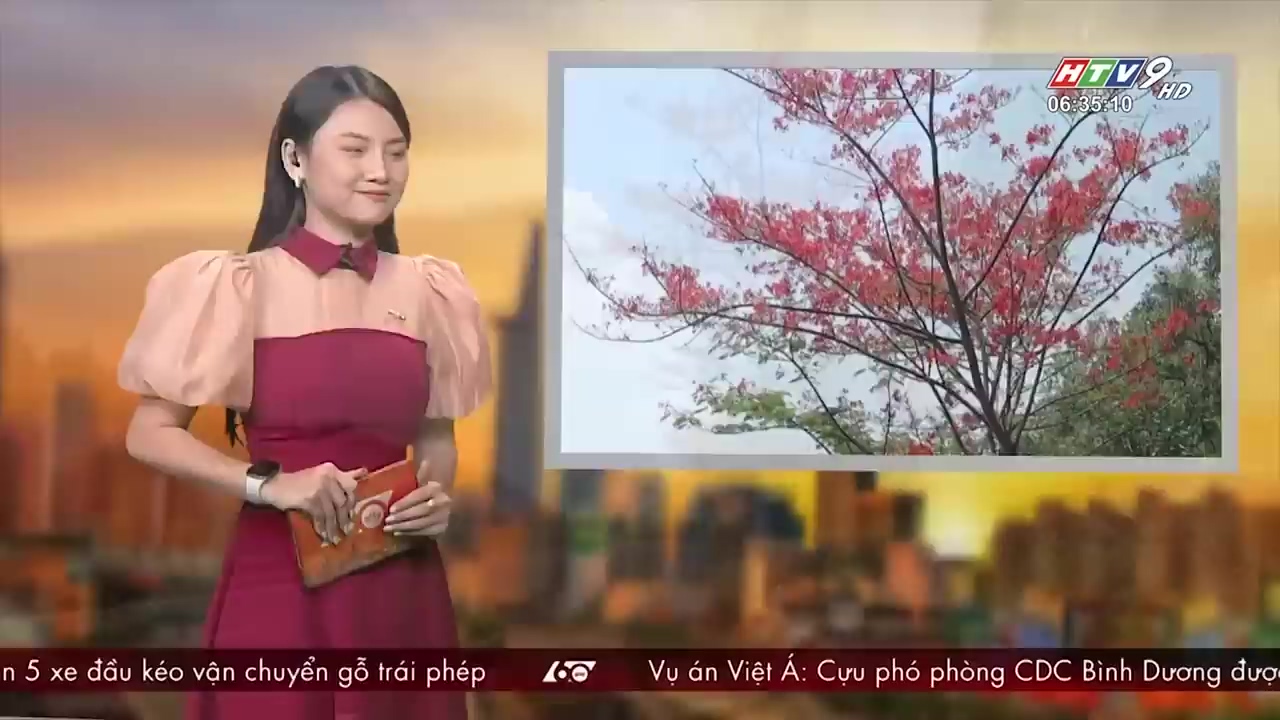 HTV9 HD
06:35:10
n 5 xe đầu kéo vận chuyển gỗ trái phép
60
Vụ án Việt Á: Cựu phó phòng CDC Bình Dương đượ